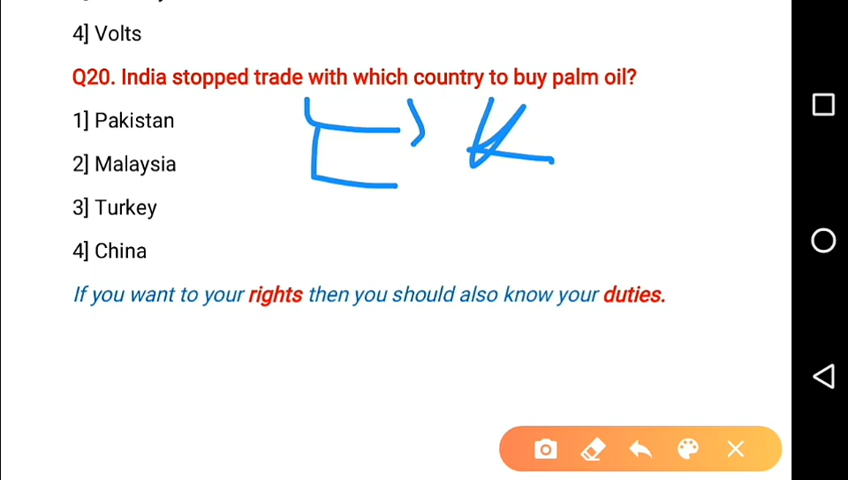 4] Volts
Q20. India stopped trade with which country to buy palm oil?
1] Pakistan
2] Malaysia
3] Turkey
4] China
If you want to your rights then you should also know your duties.